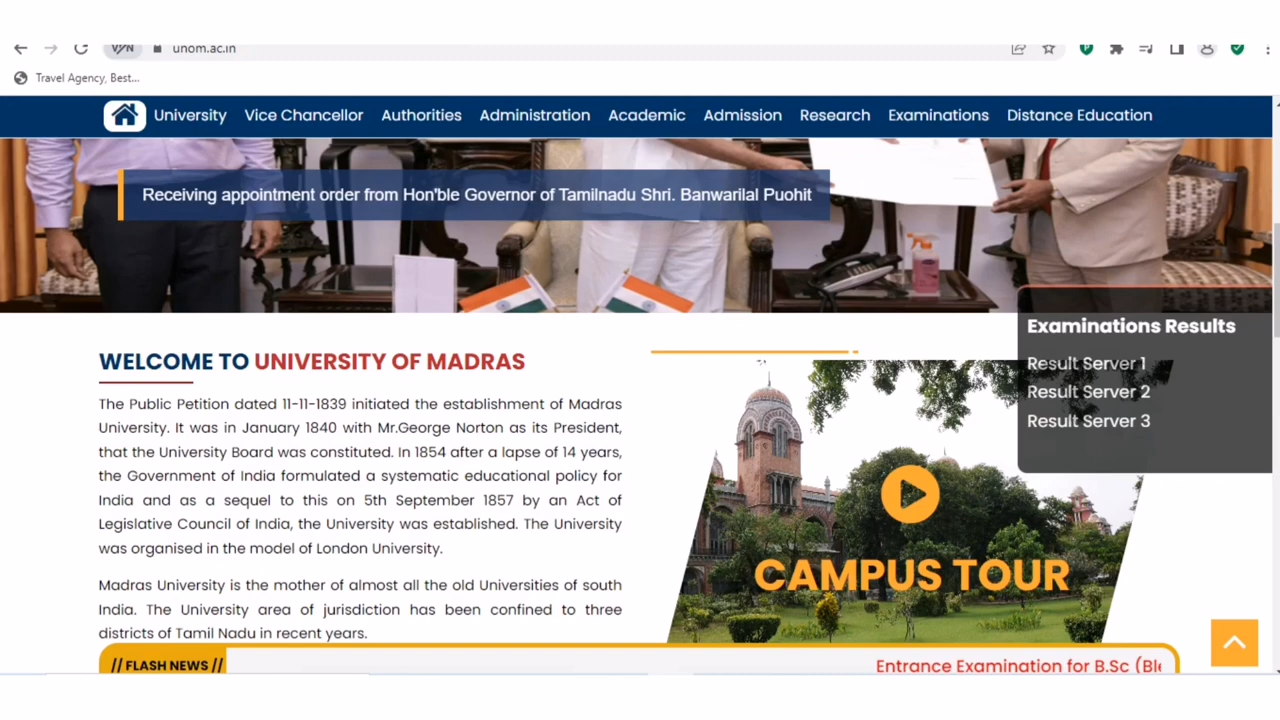 VPN
unom.ac.in
Travel Agency, Best...
University Vice Chancellor Authorities Administration Academic Admission Research Examinations Distance Education
Receiving appointment order from Hon'ble Governor of Tamilnadu Shri. Banwarilal Puohit
Examinations Results
Result Server 1
Result Server 2
Result Server 3
WELCOME TO UNIVERSITY OF MADRAS
The Public Petition dated 11-11-1839 initiated the establishment of Madras
University. It was in January 1840 with Mr.George Norton as its President,
that the University Board was constituted. In 1854 after a lapse of 14 years,
the Government of India formulated a systematic educational policy for
India and as a sequel to this on 5th September 1857 by an Act of
Legislative Council of India, the University was established. The University
was organised in the model of London University.
Madras University is the mother of almost all the old Universities of south
India. The University area of jurisdiction has been confined to three
districts of Tamil Nadu in recent years.
CAMPUS TOUR
// FLASH NEWS //
Entrance Examination for B.Sc (Ble